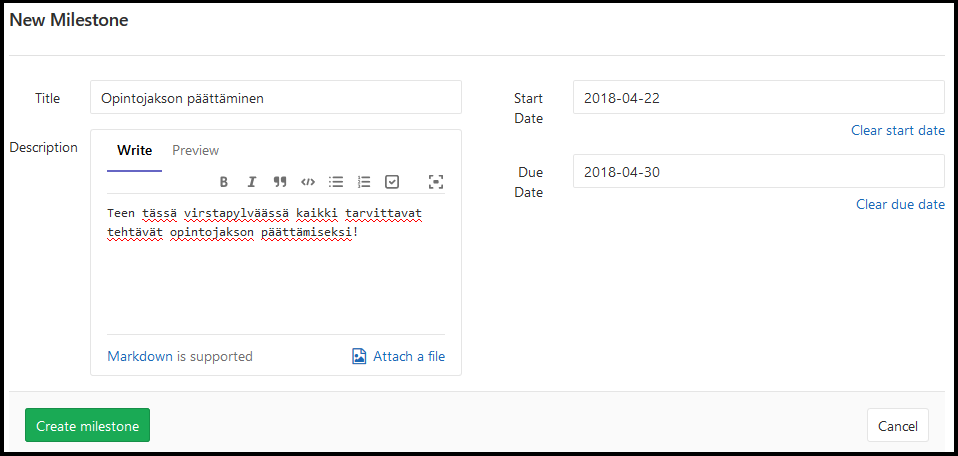 New Milestone
Title
Opintojakson päättäminen
Description
Write
Preview
Teen tässä virstapylväässä kaikki tarvittavat
tehtävät opintojakson päättämiseksi!
Markdown is supported
Attach a file
Start
Date
2018-04-22
Clear start date
Due
Date
2018-04-30
Clear due date
Create milestone
Cancel